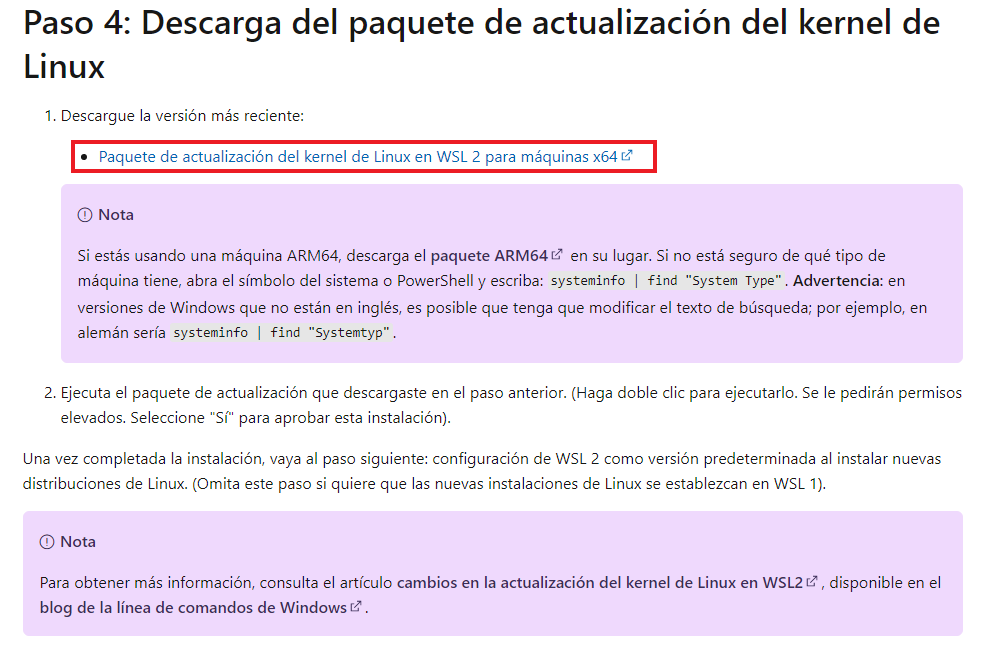 Paso 4: Descarga del paquete de actualización del kernel de
Linux
1. Descargue la versión más reciente:
• Paquete de actualización del kernel de Linux en WSL 2 para máquinas x64
Nota
Si estás usando una máquina ARM64, descarga el paquete ARM64 en su lugar. Si no está seguro de qué tipo de
máquina tiene, abra el símbolo del sistema o PowerShell y escriba: systeminfo | find "System Type". Advertencia: en
versiones de Windows que no están en inglés, es posible que tenga que modificar el texto de búsqueda; por ejemplo, en
alemán sería systeminfo | find "Systemtyp".
2. Ejecuta el paquete de actualización que descargaste en el paso anterior. (Haga doble clic para ejecutarlo. Se le pedirán permisos
elevados. Seleccione "Sí" para aprobar esta instalación).
Una vez completada la instalación, vaya al paso siguiente: configuración de WSL 2 como versión predeterminada al instalar nuevas
distribuciones de Linux. (Omita este paso si quiere que las nuevas instalaciones de Linux se establezcan en WSL 1).
Nota
Para obtener más información, consulta el artículo cambios en la actualización del kernel de Linux en WSL2 , disponible en el
blog de la línea de comandos de Windows .